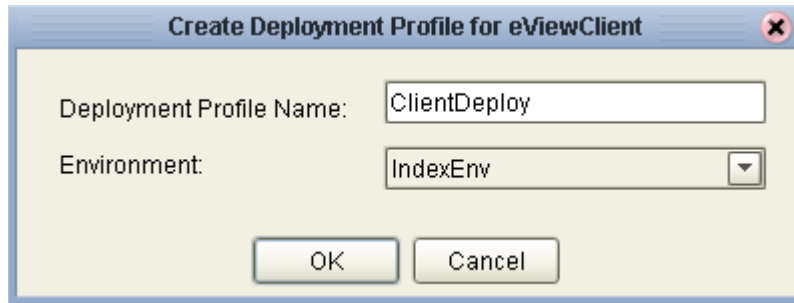 Create Deployment Profile for eViewClient
Deployment Profile Name: ClientDeploy
Environment: IndexEnv
OK Cancel